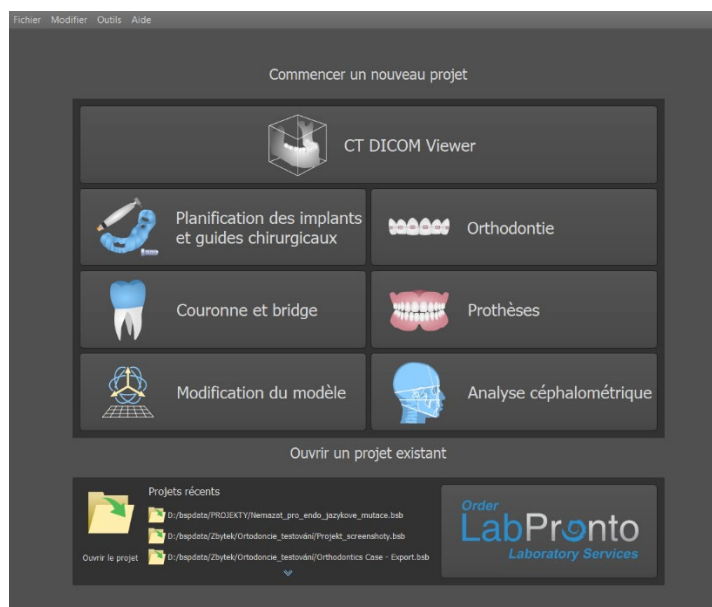 Fichier Modifier Outils Aide
Commencer un nouveau projet
CT DICOM Viewer
Planification des implants
et guides chirurgicaux
Orthodontie
Couronne et bridge
Prothèses
Modification du modèle
Analyse céphalométrique
Ouvrir un projet existant
Projets récents
D:/bspdata/PROJEKTY/Nemazat_pro_endo_jazykove_mutace.bsb
D:/bspdata/Zbytek/Ortodoncie_testování/Projekt_screenshoty.bsb
D:/bspdata/Zbytek/Ortodoncie_testování/Orthodontics Case - Export.bsb
Ouvrir le projet
Order
LabPronto
Laboratory Services